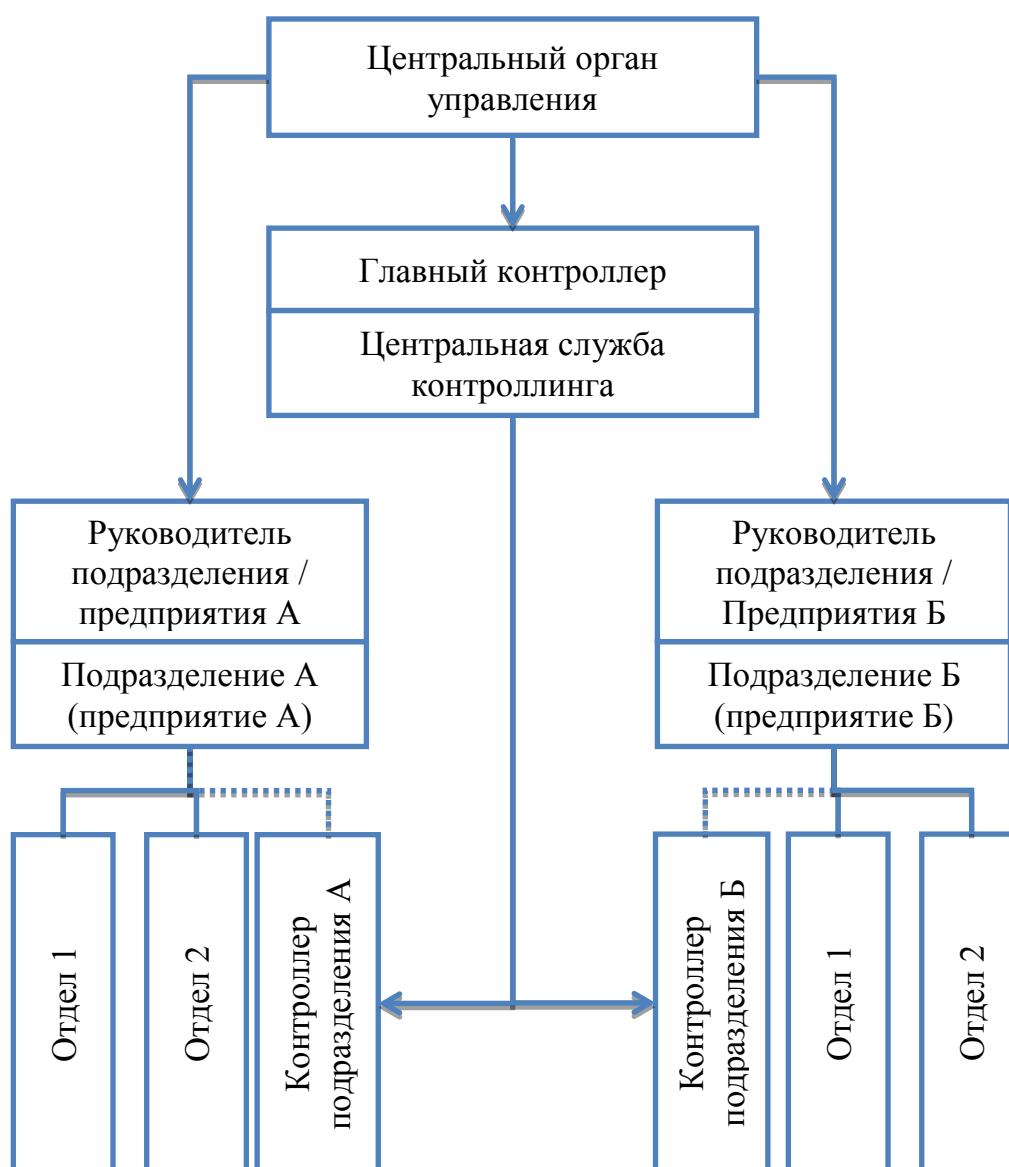 Центральный орган
управления
Главный контроллер
Центральная служба
контроллинга
Руководитель
подразделения /
предприятия А
Подразделение А
(предприятие А)
Руководитель
подразделения /
Предприятия Б
Подразделение Б
(предприятие Б)
Отдел 1
Отдел 2
Контроллер
подразделения А
Контроллер
подразделения Б
Отдел 1
Отдел 2